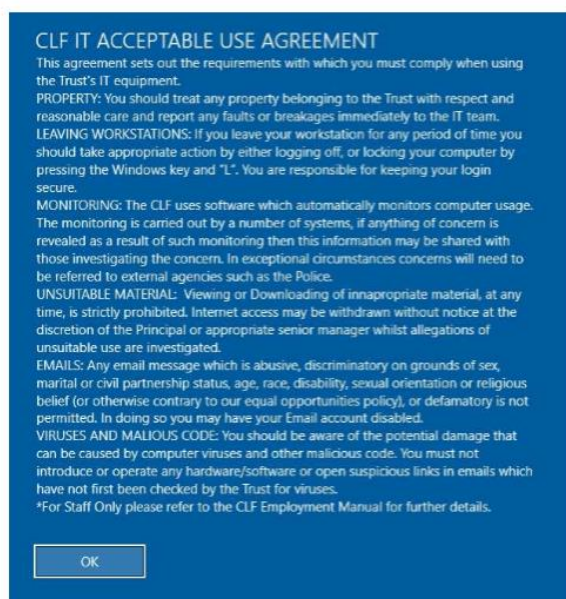 CLF IT ACCEPTABLE USE AGREEMENT
This agreement sets out the requirements with which you must comply when using
the Trust's IT equipment.
PROPERTY: You should treat any property belonging to the Trust with respect and
reasonable care and report any faults or breakages immediately to the IT team.
LEAVING WORKSTATIONS: If you leave your workstation for any period of time you
should take appropriate action by either logging off, or locking your computer by
pressing the Windows key and "L". You are responsible for keeping your login
secure.
MONITORING: The CLF uses software which automatically monitors computer usage.
The monitoring is carried out by a number of systems, if anything of concern is
revealed as a result of such monitoring then this information may be shared with
those investigating the concern. In exceptional circumstances concerns will need to
be referred to external agencies such as the Police.
UNSUITABLE MATERIAL:  Viewing or Downloading of innapropriate material, at any
time, is strictly prohibited. Internet access may be withdrawn without notice at the
discretion of the Principal or appropriate senior manager whilst allegations of
unsuitable use are investigated.
EMAILS: Any email message which is abusive, discriminatory on grounds of sex,
marital or civil partnership status, age, race, disability, sexual orientation or religious
belief (or otherwise contrary to our equal opportunities policy), or defamatory is not
permitted. In doing so you may have your Email account disabled.
VIRUSES AND MALIOUS CODE: You should be aware of the potential damage that
can be caused by computer viruses and other malicious code. You must not
introduce or operate any hardware/software or open suspicious links in emails which
have not first been checked by the Trust for viruses.
*For Staff Only please refer to the CLF Employment Manual for further details.
OK